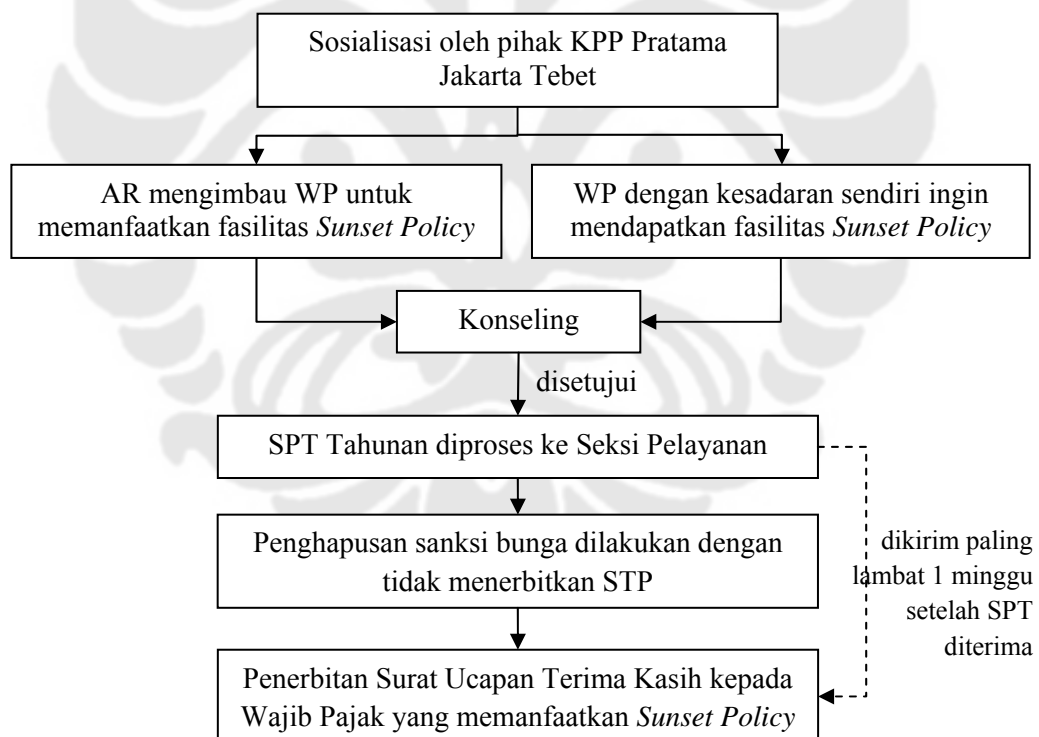 Sosialisasi oleh pihak KPP Pratama
Jakarta Tebet
AR mengimbau WP untuk
memanfaatkan fasilitas Sunset Policy
WP dengan kesadaran sendiri ingin
mendapatkan fasilitas Sunset Policy
Konseling
disetujui
SPT Tahunan diproses ke Seksi Pelayanan
Penghapusan sanksi bunga dilakukan dengan
tidak menerbitkan STP
dikirim paling
lambat 1 minggu
setelah SPT
diterima
Penerbitan Surat Ucapan Terima Kasih kepada
Wajib Pajak yang memanfaatkan Sunset Policy